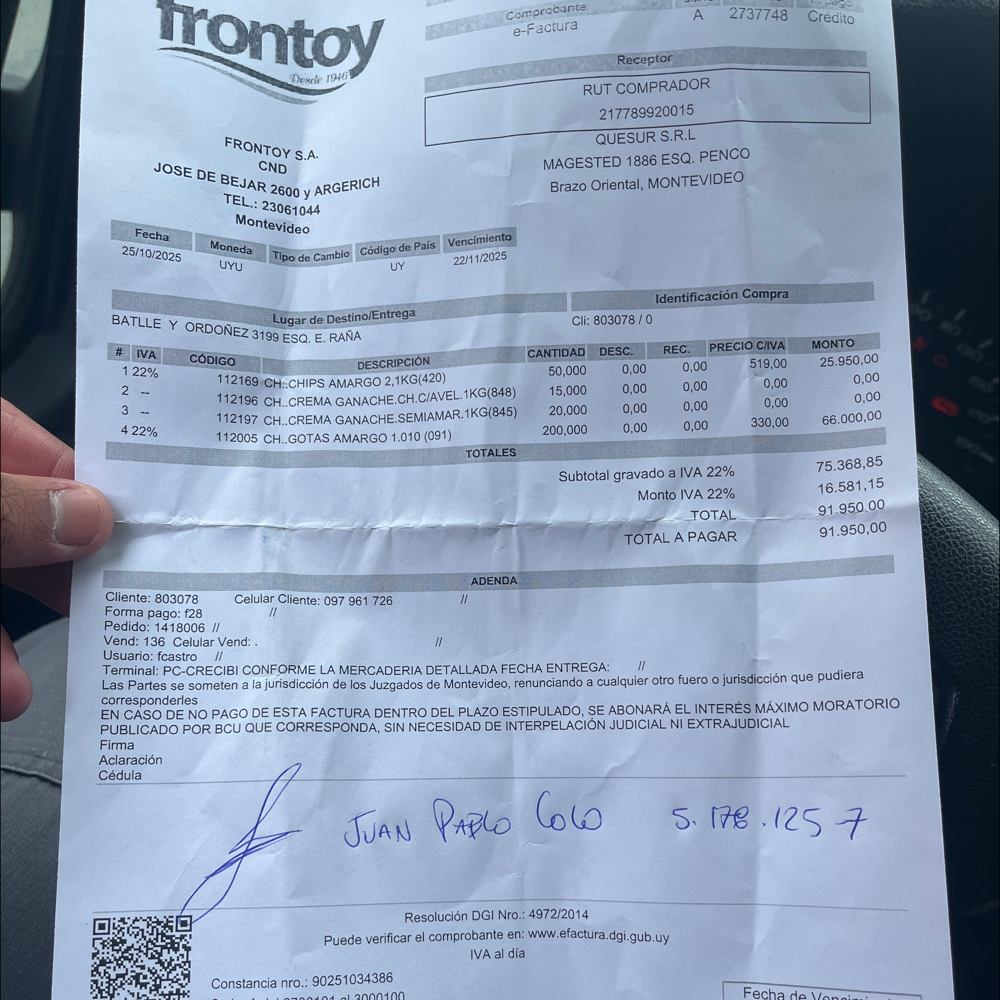 frontoy
Desde 1946
Comprobante
e-Factura
A 2737748 Crédito
Receptor
RUT COMPRADOR
217789920015
QUESUR S.R.L
MAGESTED 1886 ESQ. PENCO
Brazo Oriental, MONTEVIDEO
FRONTOY S.A.
CND
JOSE DE BEJAR 2600 y ARGERICH
TEL.: 23061044
Montevideo
Fecha Moneda Tipo de Cambio Código de País Vencimiento
25/10/2025 UYU UY 22/11/2025
Lugar de Destino/Entrega
BATLLE Y ORDOÑEZ 3199 ESQ. E. RAÑA
Identificación Compra
Cli: 803078 / 0
# IVA CÓDIGO DESCRIPCIÓN CANTIDAD DESC. REC. PRECIO C/IVA MONTO
1 22% 112169 CH..CHIPS AMARGO 2,1KG(420) 50,000 0,00 0,00 519,00 25.950,00
2 -- 112196 CH..CREMA GANACHE.CH.C/AVEL.1KG(848) 15,000 0,00 0,00 0,00 0,00
3 -- 112197 CH..CREMA GANACHE.SEMIAMAR.1KG(845) 20,000 0,00 0,00 0,00 0,00
4 22% 112005 CH..GOTAS AMARGO 1.010 (091) 200,000 0,00 0,00 330,00 66.000,00
TOTALES
Subtotal gravado a IVA 22% 75.368,85
Monto IVA 22% 16.581,15
TOTAL 91.950,00
TOTAL A PAGAR 91.950,00
ADENDA
Cliente: 803078 Celular Cliente: 097 961 726 //
Forma pago: f28 //
Pedido: 1418006 //
Vend: 136 Celular Vend: . //
Usuario: fcastro //
Terminal: PC-CRECIBI CONFORME LA MERCADERIA DETALLADA FECHA ENTREGA: //
Las Partes se someten a la jurisdicción de los Juzgados de Montevideo, renunciando a cualquier otro fuero o jurisdicción que pudiera
corresponderles
EN CASO DE NO PAGO DE ESTA FACTURA DENTRO DEL PLAZO ESTIPULADO, SE ABONARÁ EL INTERÉS MÁXIMO MORATORIO
PUBLICADO POR BCU QUE CORRESPONDA, SIN NECESIDAD DE INTERPELACIÓN JUDICIAL NI EXTRAJUDICIAL
Firma
Aclaración
Cédula
JUAN PABLO COLO 5.178.125-7
Resolución DGI Nro.: 4972/2014
Puede verificar el comprobante en: www.efactura.dgi.gub.uy
IVA al día
Constancia nro.: 90251034386
al 3000100
Fecha de